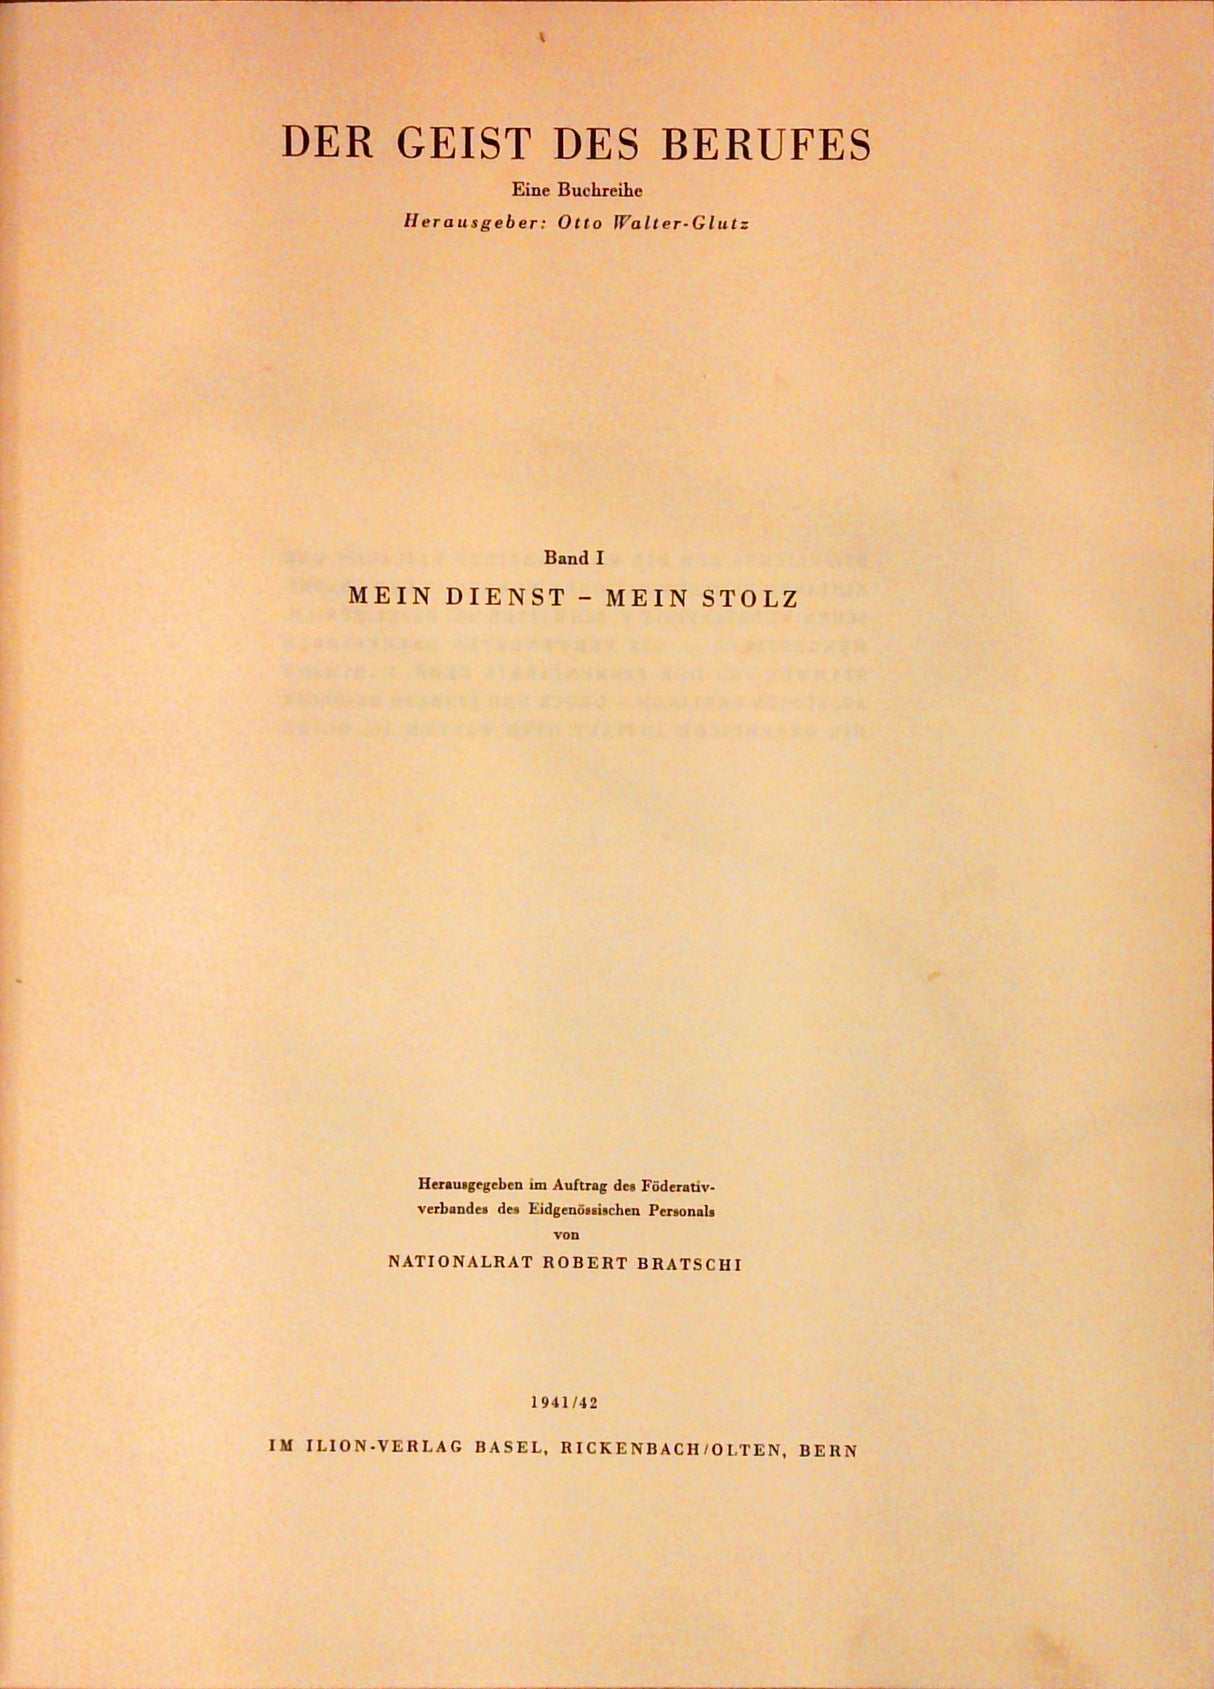 DER GEIST DES BERUFES
Eine Buchreihe
Herausgeber: Otto Walter-Glutz
Band I
MEIN DIENST – MEIN STOLZ
Herausgegeben im Auftrag des Föderativ-
verbandes des Eidgenössischen Personals
von
NATIONALRAT ROBERT BRATSCHI
1941/42
IM ILION-VERLAG BASEL, RICKENBACH/OLTEN, BERN